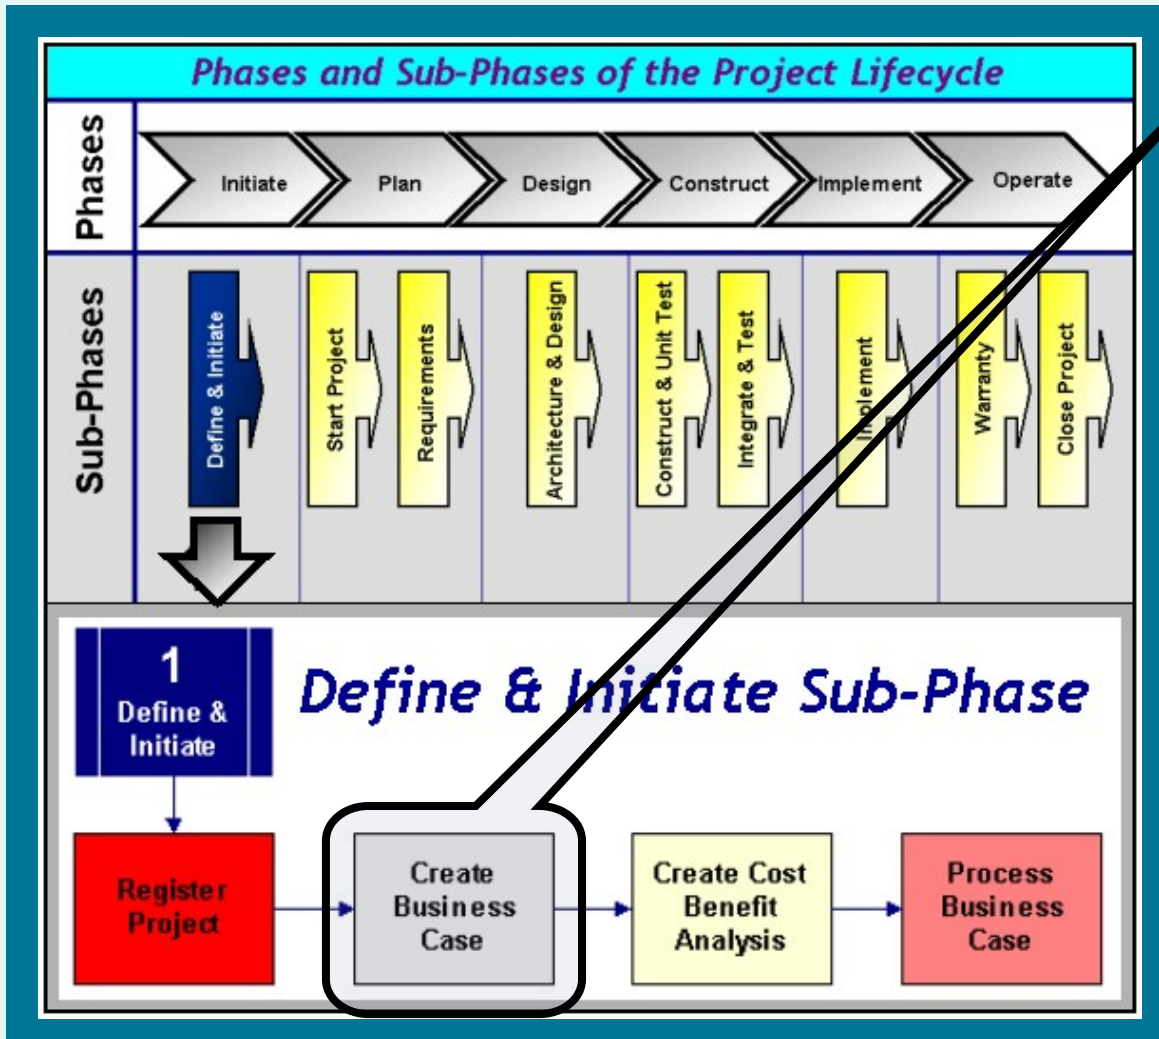 Phases and Sub-Phases of the Project Lifecycle
Phases
Initiate
Plan
Design
Construct
Implement
Operate
Sub-Phases
Define & Initiate
Start Project
Requirements
Architecture & Design
Construct & Unit Test
Integrate & Test
Implement
Warranty
Close Project
1
Define &
Initiate
Define & Initiate Sub-Phase
Register
Project
Create
Business
Case
Create Cost
Benefit
Analysis
Process
Business
Case